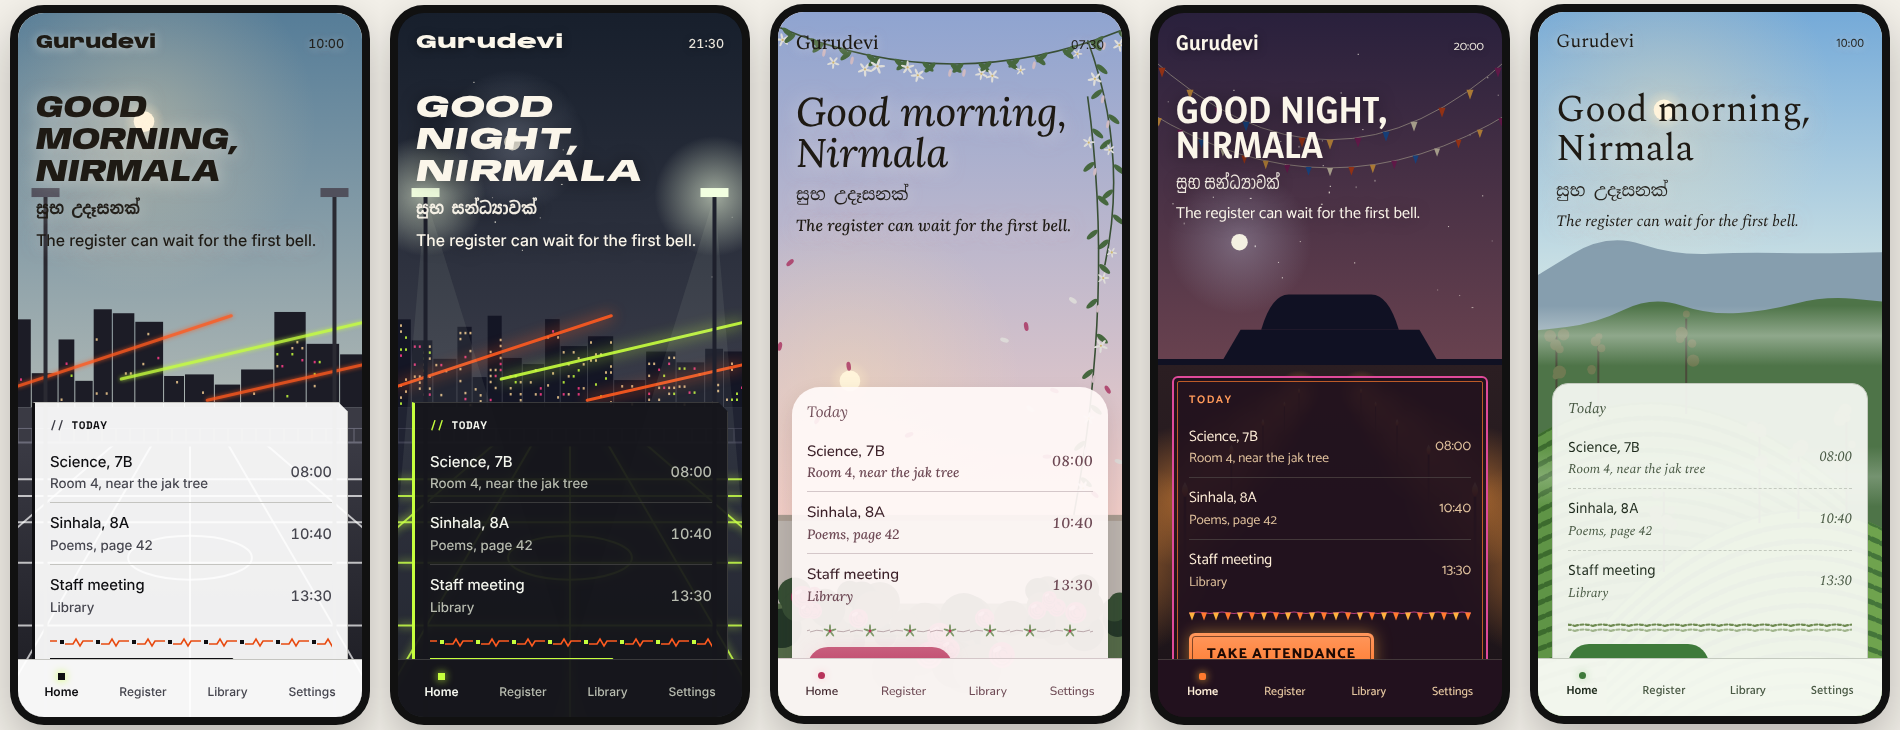 Gurudevi
10:00
GOOD
MORNING,
NIRMALA
සුභ උදෑසනක්
The register can wait for the first bell.
// TODAY
Science, 7B
Room 4, near the jak tree
08:00
Sinhala, 8A
Poems, page 42
10:40
Staff meeting
Library
13:30
Home
Register
Library
Settings
Gurudevi
21:30
GOOD
NIGHT,
NIRMALA
සුභ සන්ධ්‍යාවක්
The register can wait for the first bell.
// TODAY
Science, 7B
Room 4, near the jak tree
08:00
Sinhala, 8A
Poems, page 42
10:40
Staff meeting
Library
13:30
Home
Register
Library
Settings
Gurudevi
07:30
Good morning,
Nirmala
සුභ උදෑසනක්
The register can wait for the first bell.
Today
Science, 7B
Room 4, near the jak tree
08:00
Sinhala, 8A
Poems, page 42
10:40
Staff meeting
Library
13:30
Home
Register
Library
Settings
Gurudevi
20:00
GOOD NIGHT,
NIRMALA
සුභ සන්ධ්‍යාවක්
The register can wait for the first bell.
TODAY
Science, 7B
Room 4, near the jak tree
08:00
Sinhala, 8A
Poems, page 42
10:40
Staff meeting
Library
13:30
TAKE ATTENDANCE
Home
Register
Library
Settings
Gurudevi
10:00
Good morning,
Nirmala
සුභ උදෑසනක්
The register can wait for the first bell.
Today
Science, 7B
Room 4, near the jak tree
08:00
Sinhala, 8A
Poems, page 42
10:40
Staff meeting
Library
13:30
Home
Register
Library
Settings